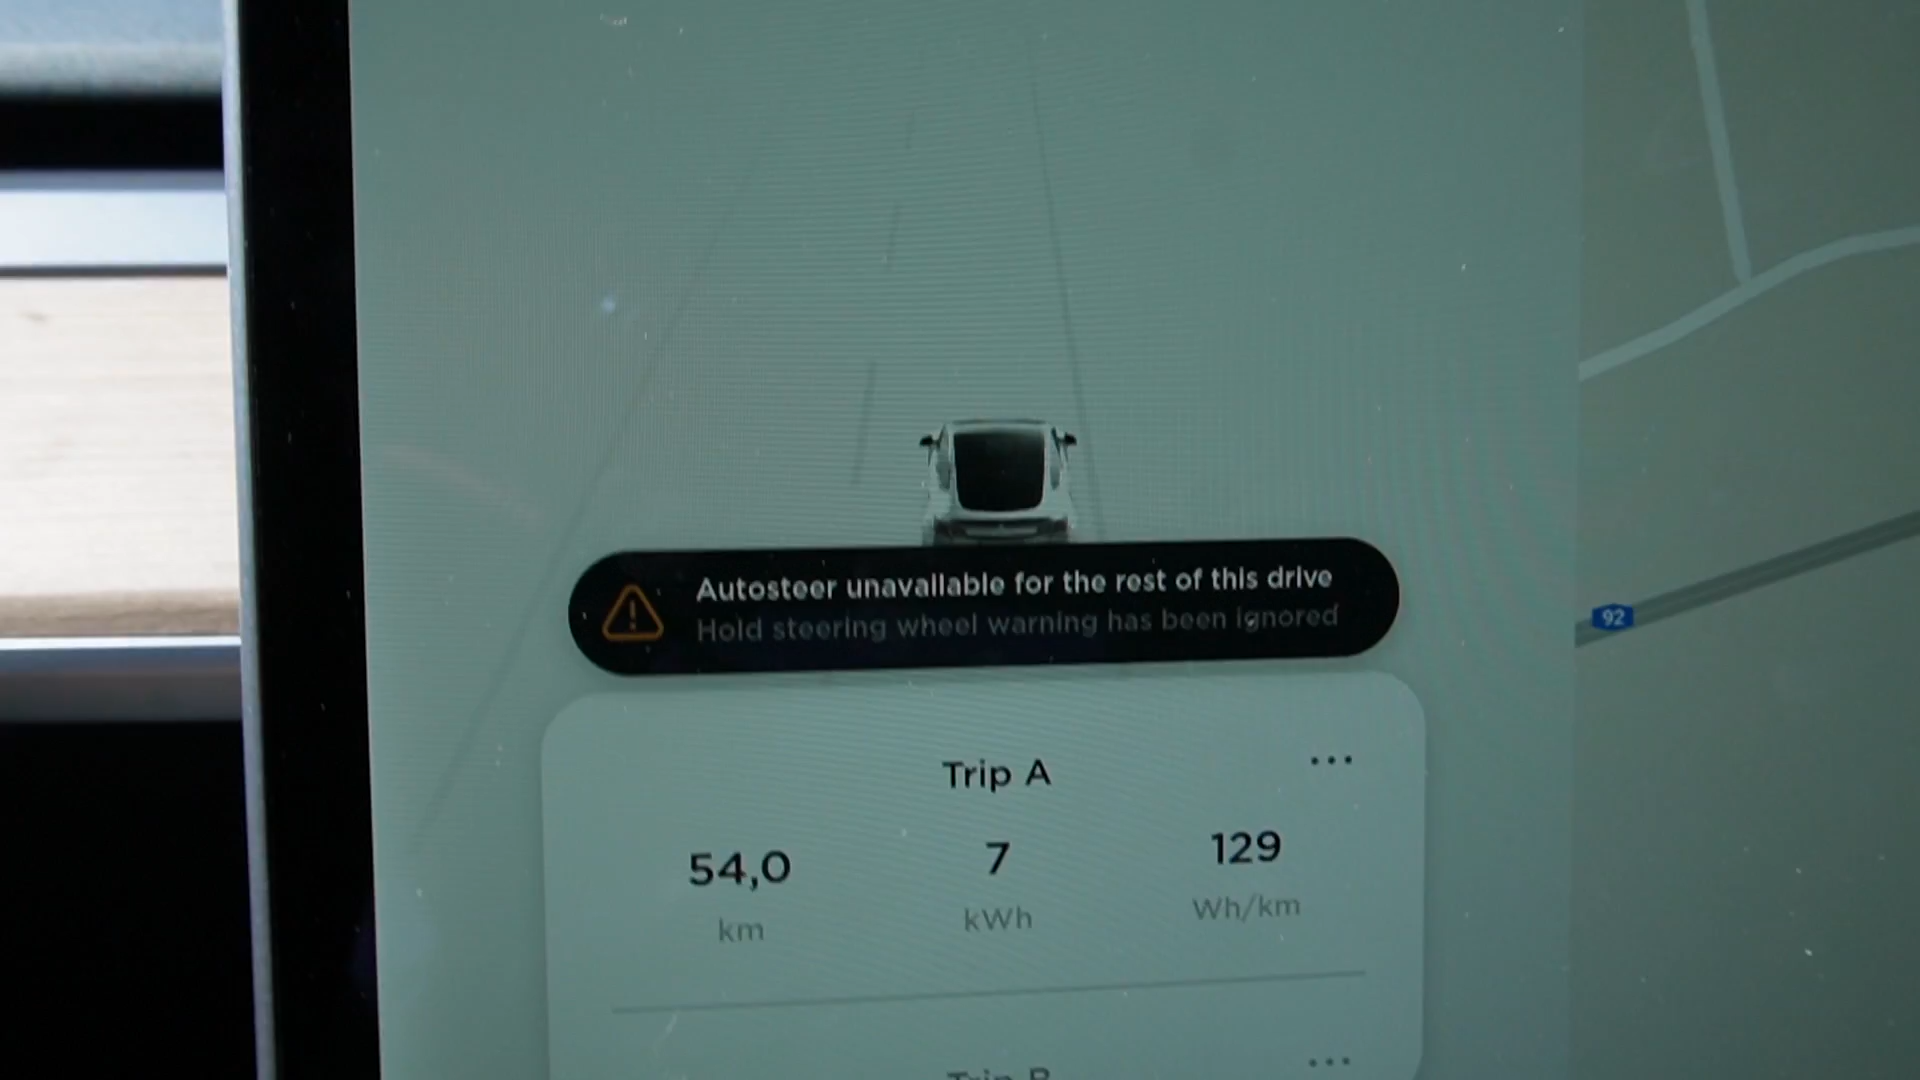 Autosteer unavailable for the rest of this drive
Hold steering wheel warning has been ignored
92
Trip A
...
54,0
7
129
km
kWh
Wh/km
Trip B
...